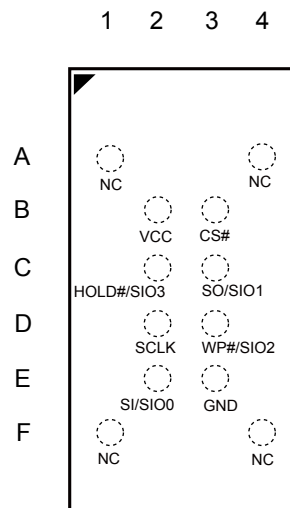 1 2 3 4
A
NC NC
B
VCC CS#
C
HOLD#/SIO3 SO/SIO1
D
SCLK WP#/SIO2
E
SI/SIO0 GND
F
NC NC